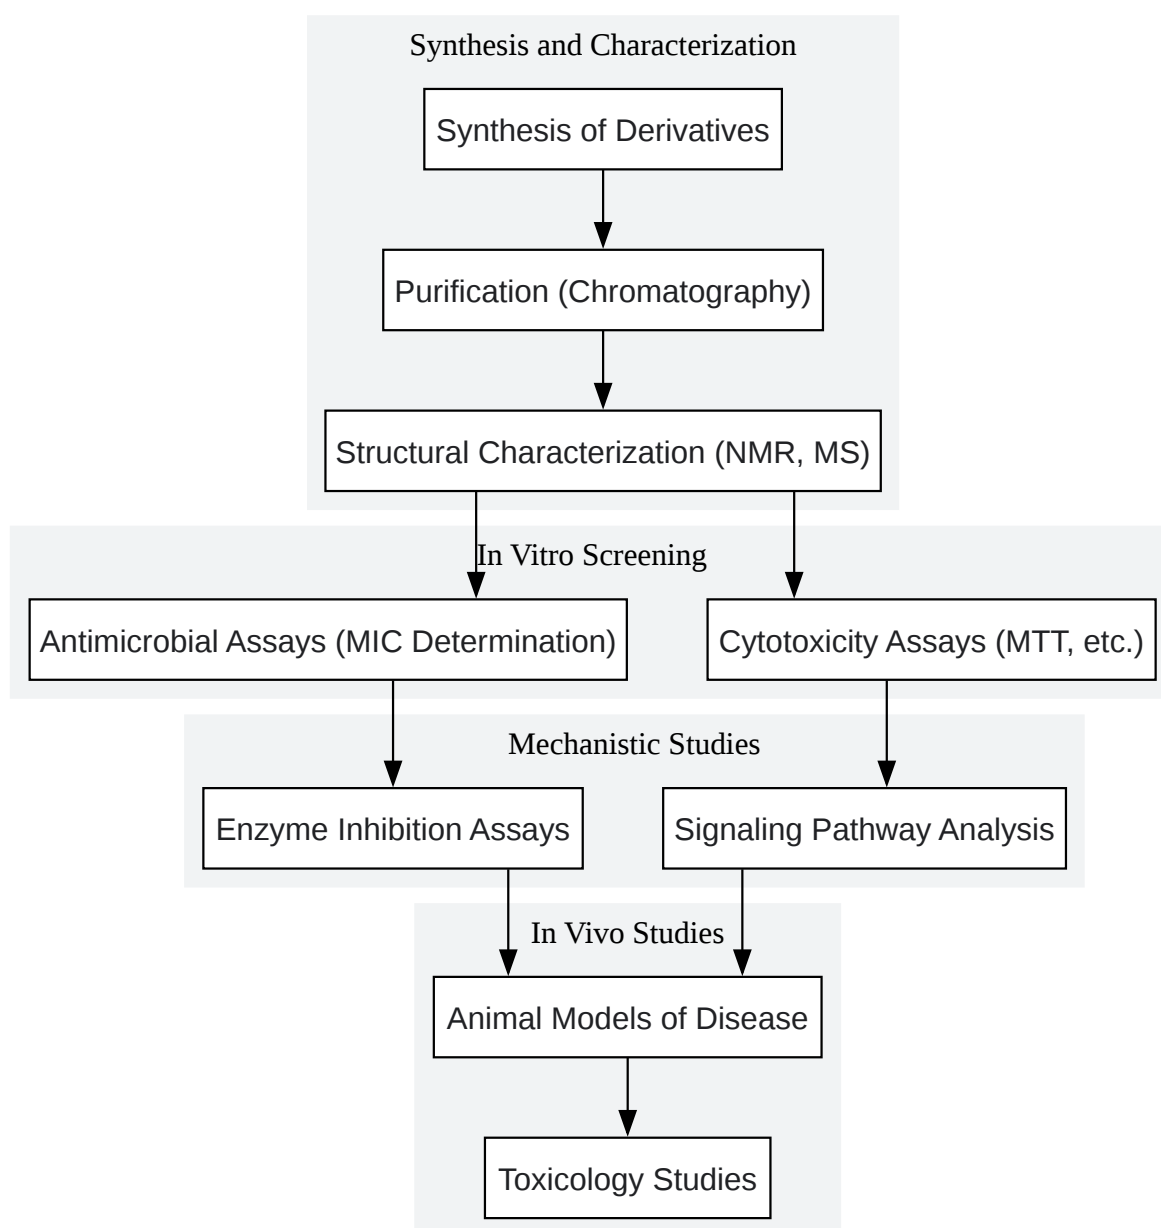 Synthesis and Characterization
Synthesis of Derivatives
Purification (Chromatography)
Structural Characterization (NMR, MS)
In Vitro Screening
Antimicrobial Assays (MIC Determination)
Cytotoxicity Assays (MTT, etc.)
Mechanistic Studies
Enzyme Inhibition Assays
Signaling Pathway Analysis
In Vivo Studies
Animal Models of Disease
Toxicology Studies